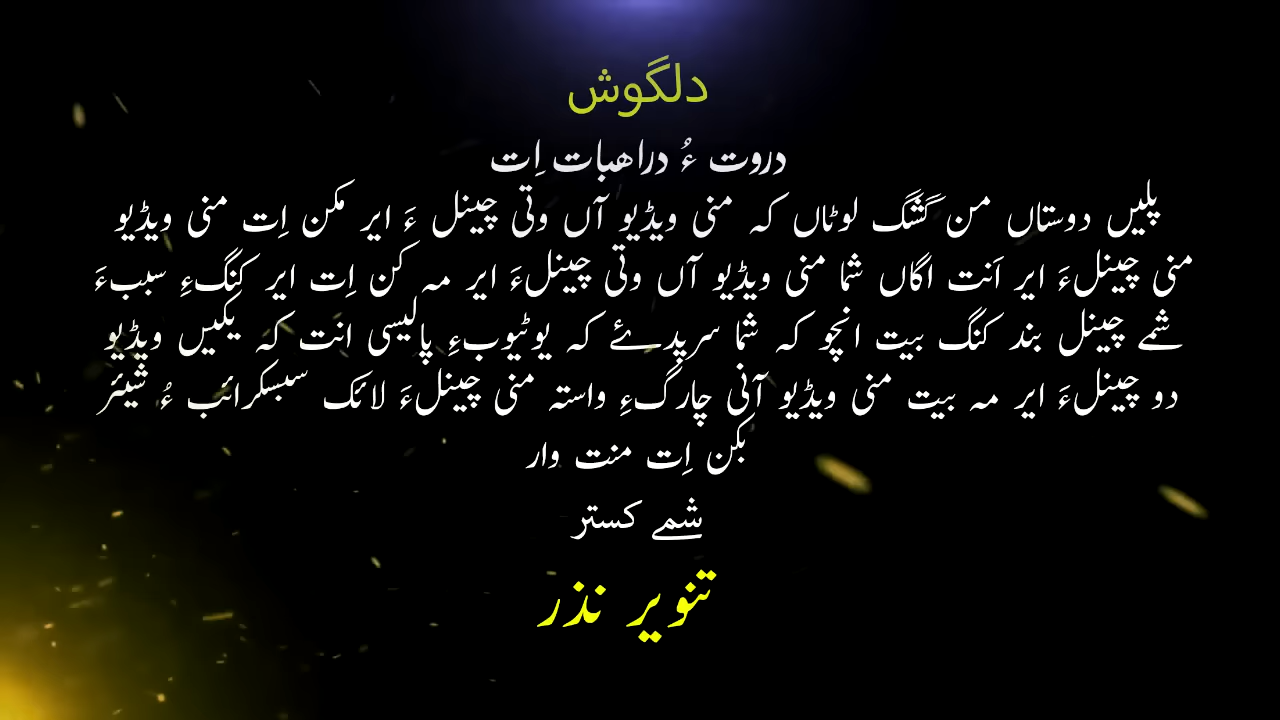 دلگوش
دروت ءُ دراھبات اِت
پلیں دوستاں من گشگ لوٹاں کہ منی ویڈیو آں وتی چینل ءَ ایر مکن اِت منی ویڈیو
منی چینلءَ ایر اَنت اگاں شما منی ویڈیو آں وتی چینلءَ ایر مہ کن اِت ایر کنگءِ سببءَ
شمے چینل بند کنگ بیت انچو کہ شما سرپدےٴ کہ یوٹیوبءِ پالیسی انت کہ یکیں ویڈیو
دو چینلءَ ایر مہ بیت منی ویڈیو آنی چارگءِ واستہ منی چینلءَ لائک سبسکرائب ءُ شیئر
بکن اِت منت وار
شمے کستر
تنویر نذر